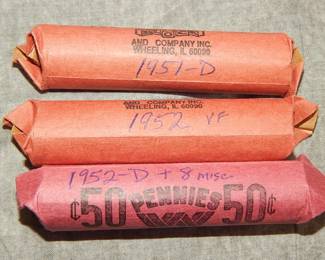 AND COMPANY INC.
WHEELING, IL 60090
1951-D
AND COMPANY INC.
WHEELING, IL 60090
1952 VF
1952-D + 8 misc.
¢50 PENNIES 50¢